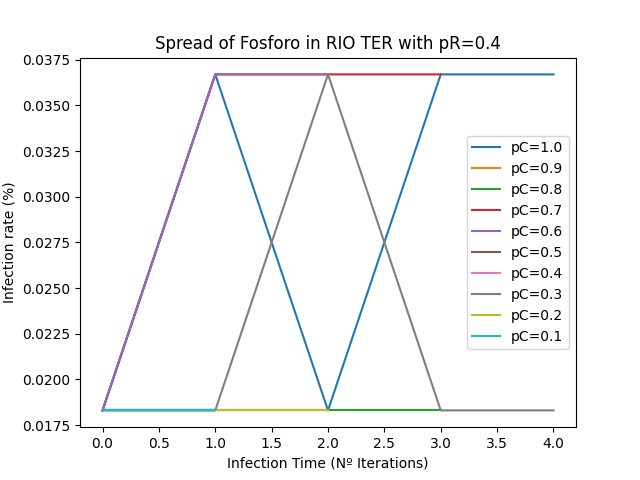 Spread of Fosforo in RIO TER with pR=0.4
Infection rate (%)
0.0375
0.0350
0.0325
0.0300
0.0275
0.0250
0.0225
0.0200
0.0175
pC=1.0
pC=0.9
pC=0.8
pC=0.7
pC=0.6
pC=0.5
pC=0.4
pC=0.3
pC=0.2
pC=0.1
0.0 0.5 1.0 1.5 2.0 2.5 3.0 3.5 4.0
Infection Time (Nº Iterations)